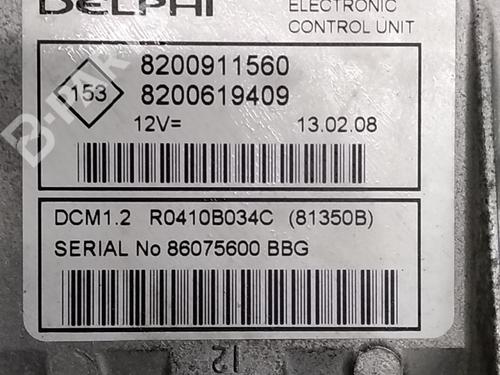 DELPHI
ELECTRONIC
CONTROL UNIT
153
8200911560
8200619409
12V=
13.02.08
DCM1.2 R0410B034C (81350B)
SERIAL No 86075600 BBG
12
B-PARTS